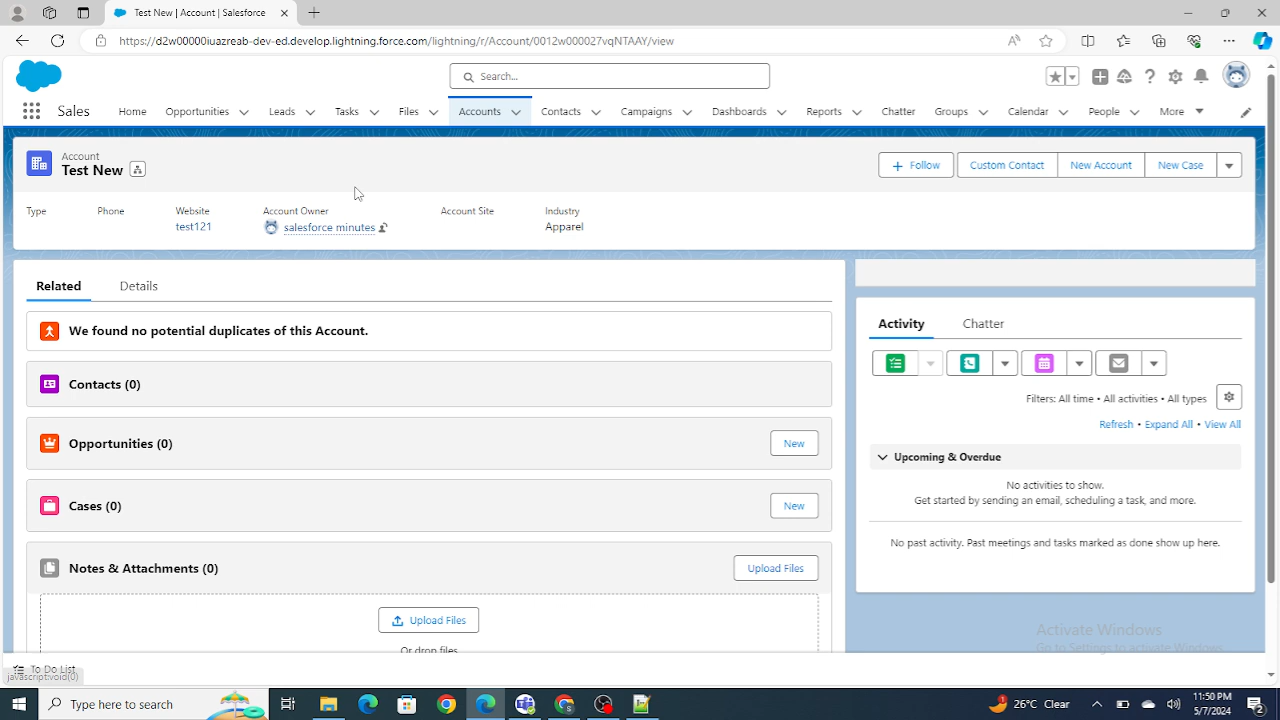 Test New | Account | Salesforce
https://d2w00000iuazreab-dev-ed.develop.lightning.force.com/lightning/r/Account/0012w000027vqNTAAY/view
Search...
Sales Home Opportunities Leads Tasks Files Accounts Contacts Campaigns Dashboards Reports Chatter Groups Calendar People More
Account
Test New
Follow Custom Contact New Account New Case
Type Phone Website Account Owner Account Site Industry
test121 salesforce minutes Apparel
Related Details
We found no potential duplicates of this Account.
Contacts (0)
Opportunities (0) New
Cases (0) New
Notes & Attachments (0) Upload Files
Upload Files
Or drop files
Activity Chatter
Filters: All time • All activities • All types
Refresh • Expand All • View All
Upcoming & Overdue
No activities to show.
Get started by sending an email, scheduling a task, and more.
No past activity. Past meetings and tasks marked as done show up here.
Activate Windows
Go to Settings to activate Windows.
To Do List
javascript:void(0)
Type here to search
26°C Clear
11:50 PM
5/7/2024